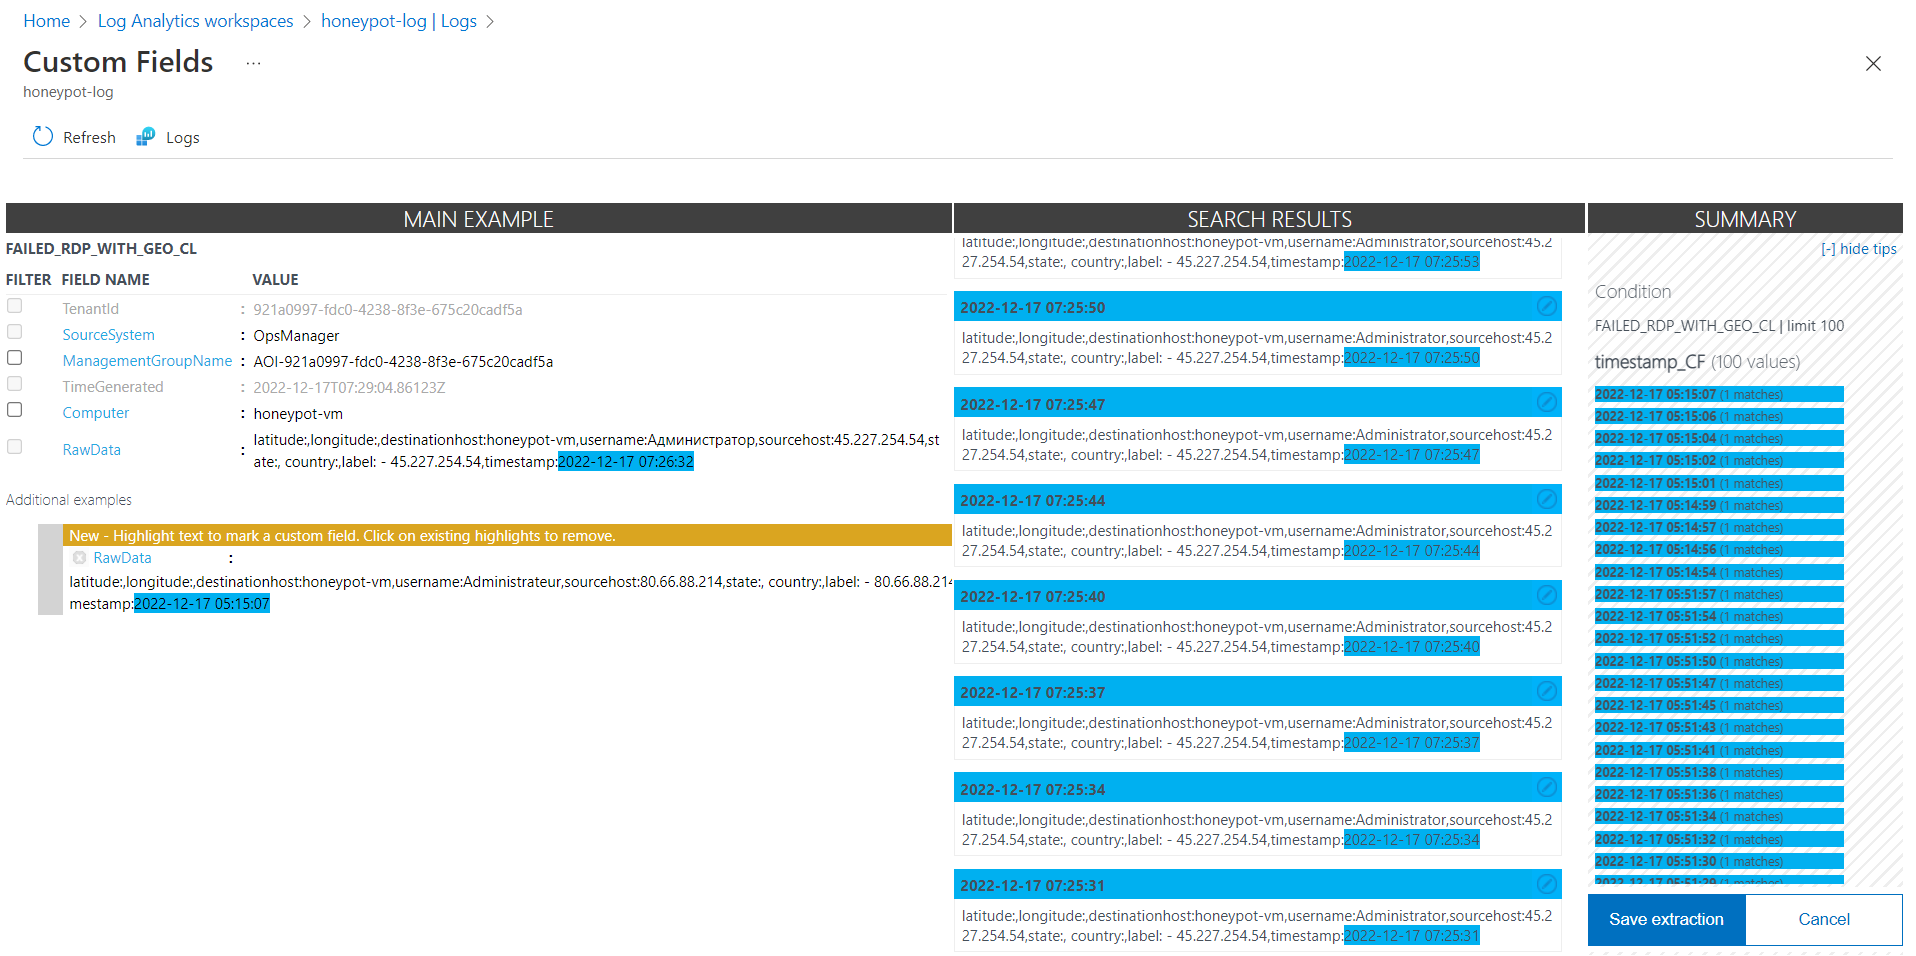 Home > Log Analytics workspaces > honeypot-log | Logs >
Custom Fields ...
honeypot-log
Refresh Logs
MAIN EXAMPLE
FAILED_RDP_WITH_GEO_CL
FILTER FIELD NAME VALUE
TenantId : 921a0997-fdc0-4238-8f3e-675c20cadf5a
SourceSystem : OpsManager
ManagementGroupName : AOI-921a0997-fdc0-4238-8f3e-675c20cadf5a
TimeGenerated : 2022-12-17T07:29:04.86123Z
Computer : honeypot-vm
RawData : latitude:,longitude:,destinationhost:honeypot-vm,username:Администратор,sourcehost:45.227.254.54,st
ate:, country:,label: - 45.227.254.54,timestamp:2022-12-17 07:26:32
Additional examples
New - Highlight text to mark a custom field. Click on existing highlights to remove.
RawData :
latitude:,longitude:,destinationhost:honeypot-vm,username:Administrateur,sourcehost:80.66.88.214,state:, country:,label: - 80.66.88.214
mestamp:2022-12-17 05:15:07
SEARCH RESULTS
latitude:,longitude:,destinationhost:honeypot-vm,username:Administrator,sourcehost:45.2
27.254.54,state:, country:,label: - 45.227.254.54,timestamp:2022-12-17 07:25:53
2022-12-17 07:25:50
latitude:,longitude:,destinationhost:honeypot-vm,username:Administrator,sourcehost:45.2
27.254.54,state:, country:,label: - 45.227.254.54,timestamp:2022-12-17 07:25:50
2022-12-17 07:25:47
latitude:,longitude:,destinationhost:honeypot-vm,username:Administrator,sourcehost:45.2
27.254.54,state:, country:,label: - 45.227.254.54,timestamp:2022-12-17 07:25:47
2022-12-17 07:25:44
latitude:,longitude:,destinationhost:honeypot-vm,username:Administrator,sourcehost:45.2
27.254.54,state:, country:,label: - 45.227.254.54,timestamp:2022-12-17 07:25:44
2022-12-17 07:25:40
latitude:,longitude:,destinationhost:honeypot-vm,username:Administrator,sourcehost:45.2
27.254.54,state:, country:,label: - 45.227.254.54,timestamp:2022-12-17 07:25:40
2022-12-17 07:25:37
latitude:,longitude:,destinationhost:honeypot-vm,username:Administrator,sourcehost:45.2
27.254.54,state:, country:,label: - 45.227.254.54,timestamp:2022-12-17 07:25:37
2022-12-17 07:25:34
latitude:,longitude:,destinationhost:honeypot-vm,username:Administrator,sourcehost:45.2
27.254.54,state:, country:,label: - 45.227.254.54,timestamp:2022-12-17 07:25:34
2022-12-17 07:25:31
latitude:,longitude:,destinationhost:honeypot-vm,username:Administrator,sourcehost:45.2
27.254.54,state:, country:,label: - 45.227.254.54,timestamp:2022-12-17 07:25:31
SUMMARY
[-] hide tips
Condition
FAILED_RDP_WITH_GEO_CL | limit 100
timestamp_CF (100 values)
2022-12-17 05:15:07 (1 matches)
2022-12-17 05:15:06 (1 matches)
2022-12-17 05:15:04 (1 matches)
2022-12-17 05:15:02 (1 matches)
2022-12-17 05:15:01 (1 matches)
2022-12-17 05:14:59 (1 matches)
2022-12-17 05:14:57 (1 matches)
2022-12-17 05:14:56 (1 matches)
2022-12-17 05:14:54 (1 matches)
2022-12-17 05:51:57 (1 matches)
2022-12-17 05:51:54 (1 matches)
2022-12-17 05:51:52 (1 matches)
2022-12-17 05:51:50 (1 matches)
2022-12-17 05:51:47 (1 matches)
2022-12-17 05:51:45 (1 matches)
2022-12-17 05:51:43 (1 matches)
2022-12-17 05:51:41 (1 matches)
2022-12-17 05:51:38 (1 matches)
2022-12-17 05:51:36 (1 matches)
2022-12-17 05:51:34 (1 matches)
2022-12-17 05:51:32 (1 matches)
2022-12-17 05:51:30 (1 matches)
2022-12-17 05:51:29 (1 matches)
Save extraction Cancel